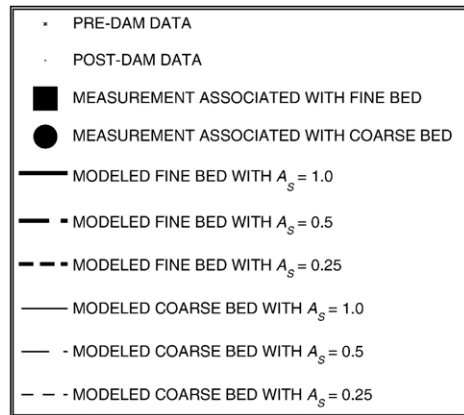 PRE-DAM DATA
POST-DAM DATA
MEASUREMENT ASSOCIATED WITH FINE BED
MEASUREMENT ASSOCIATED WITH COARSE BED
MODELED FINE BED WITH A_S = 1.0
MODELED FINE BED WITH A_S = 0.5
MODELED FINE BED WITH A_S = 0.25
MODELED COARSE BED WITH A_S = 1.0
MODELED COARSE BED WITH A_S = 0.5
MODELED COARSE BED WITH A_S = 0.25